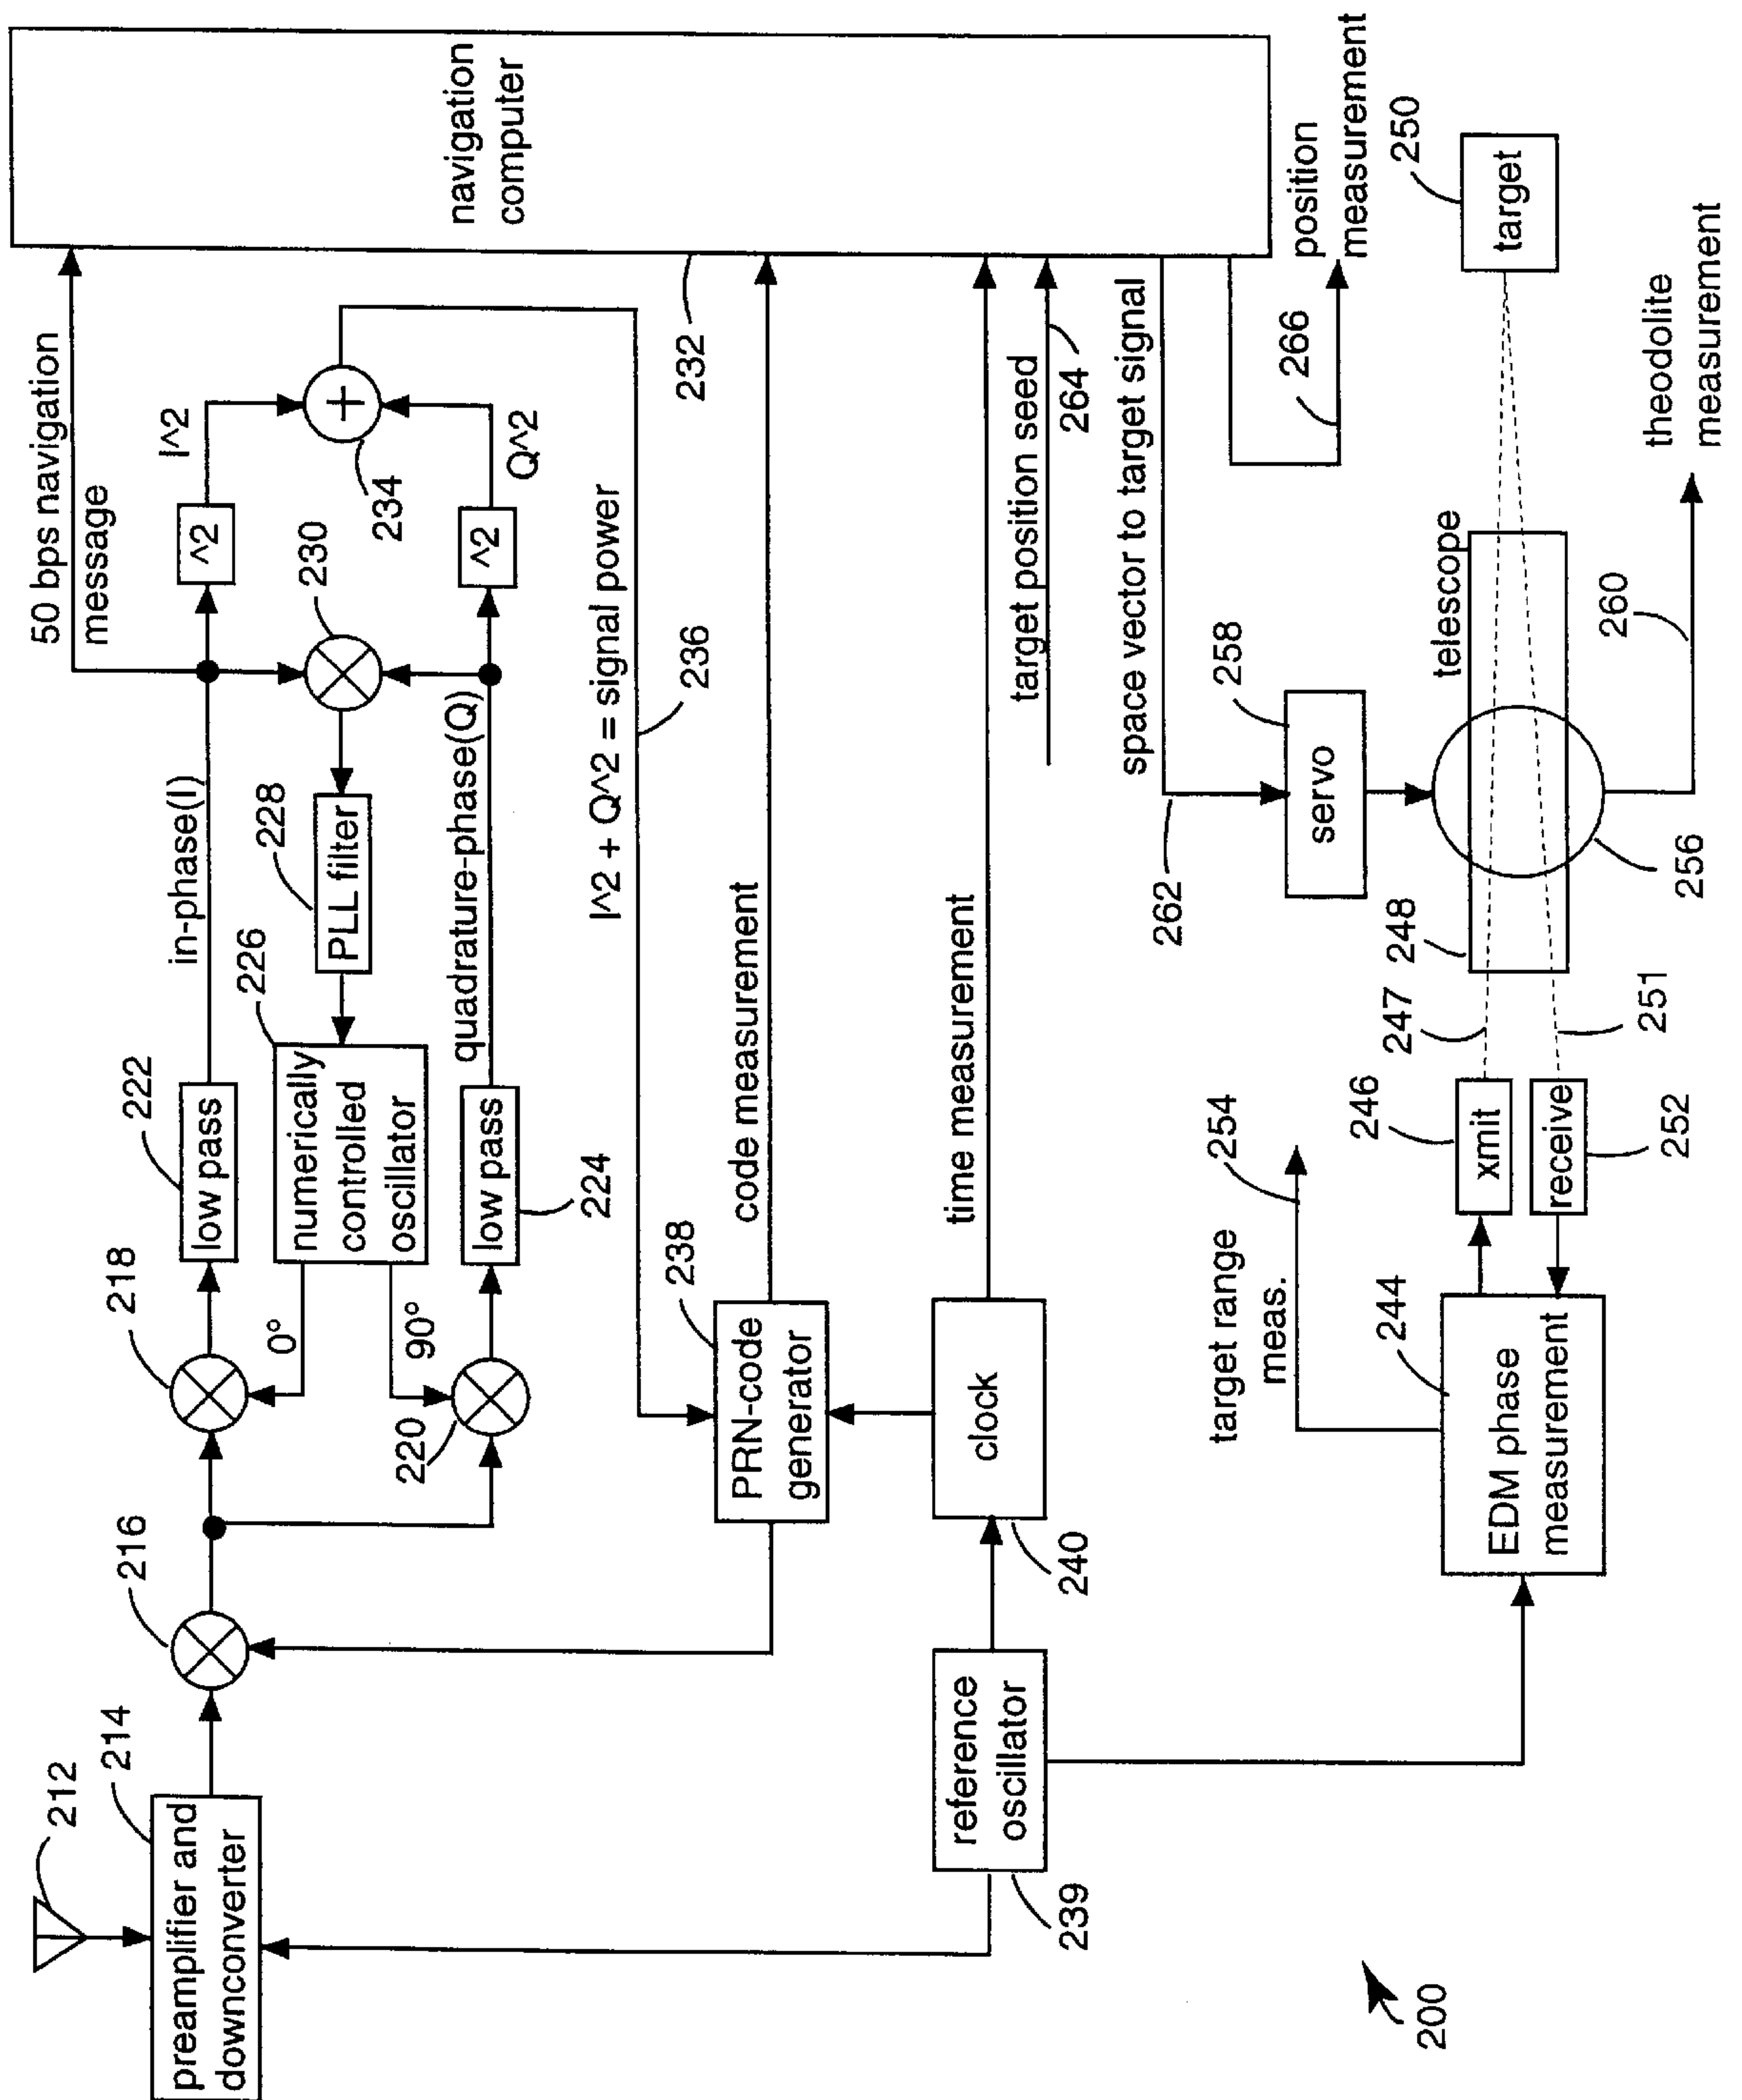 212
214
preamplifier and
downconverter
216
218
0°
90°
220
222
low pass
226
numerically
controlled
oscillator
low pass
224
in-phase(I)
228
PLL filter
quadrature-phase(Q)
50 bps navigation
message
230
^2
I^2
+
234
^2
Q^2
navigation
computer
232
I^2 + Q^2 = signal power
236
238
PRN-code
generator
code measurement
239
reference
oscillator
240
clock
time measurement
target position seed
264
space vector to target signal
262
266
position
measurement
258
servo
target range
meas.
254
244
EDM phase
measurement
246
xmit
receive
252
247
251
248
telescope
256
260
theodolite
measurement
250
target
200